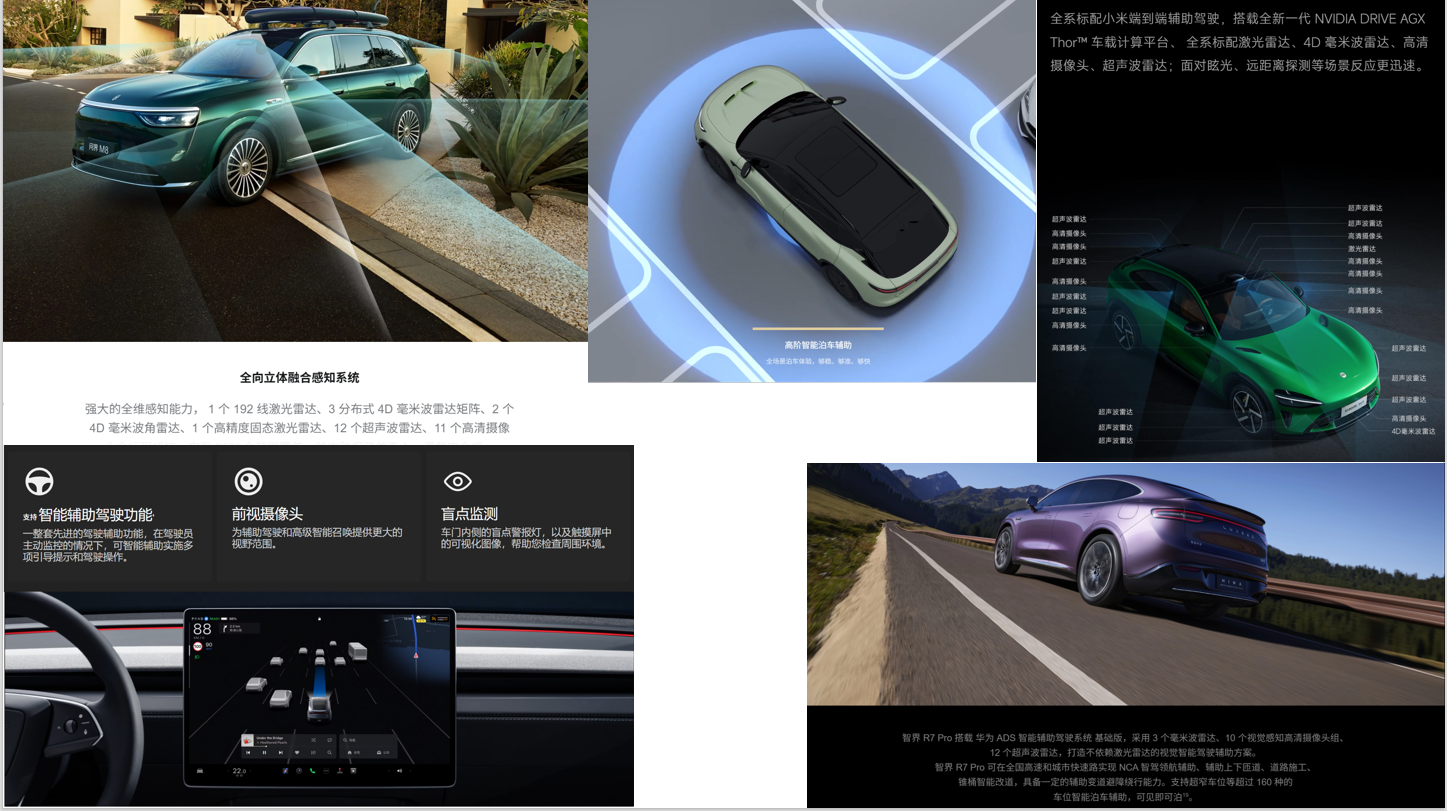 问界 M8
全向立体融合感知系统
强大的全维感知能力， 1 个 192 线激光雷达、3 分布式 4D 毫米波雷达矩阵、2 个
4D 毫米波角雷达、1 个高精度固态激光雷达、12 个超声波雷达、11 个高清摄像
高阶智能泊车辅助
全场景泊车体验，够稳、够准、够快
全系标配小米端到端辅助驾驶，搭载全新一代 NVIDIA DRIVE AGX
Thor™ 车载计算平台、 全系标配激光雷达、4D 毫米波雷达、高清
摄像头、超声波雷达；面对眩光、远距离探测等场景反应更迅速。
超声波雷达
高清摄像头
高清摄像头
超声波雷达
高清摄像头
超声波雷达
超声波雷达
高清摄像头
高清摄像头
超声波雷达
超声波雷达
超声波雷达
超声波雷达
超声波雷达
高清摄像头
激光雷达
高清摄像头
高清摄像头
高清摄像头
高清摄像头
超声波雷达
超声波雷达
超声波雷达
高清摄像头
4D毫米波雷达
支持智能辅助驾驶功能
一整套先进的驾驶辅助功能，在驾驶员
主动监控的情况下，可智能辅助实施多
项引导提示和驾驶操作。
前视摄像头
为辅助驾驶和高级智能召唤提供更大的
视野范围。
盲点监测
车门内侧的盲点警报灯，以及触摸屏中
的可视化图像，帮助您检查周围环境。
88
90
Under the Bridge
22.0
智界 R7 Pro 搭载 华为 ADS 智能辅助驾驶系统 基础版，采用 3 个毫米波雷达、10 个视觉感知高清摄像头组、
12 个超声波雷达，打造不依赖激光雷达的视觉智能驾驶辅助方案。
智界 R7 Pro 可在全国高速和城市快速路实现 NCA 智驾领航辅助、辅助上下匝道、道路施工、
锥桶智能改道，具备一定的辅助变道避障绕行能力。支持超窄车位等超过 160 种的
车位智能泊车辅助，可见即可泊¹³。